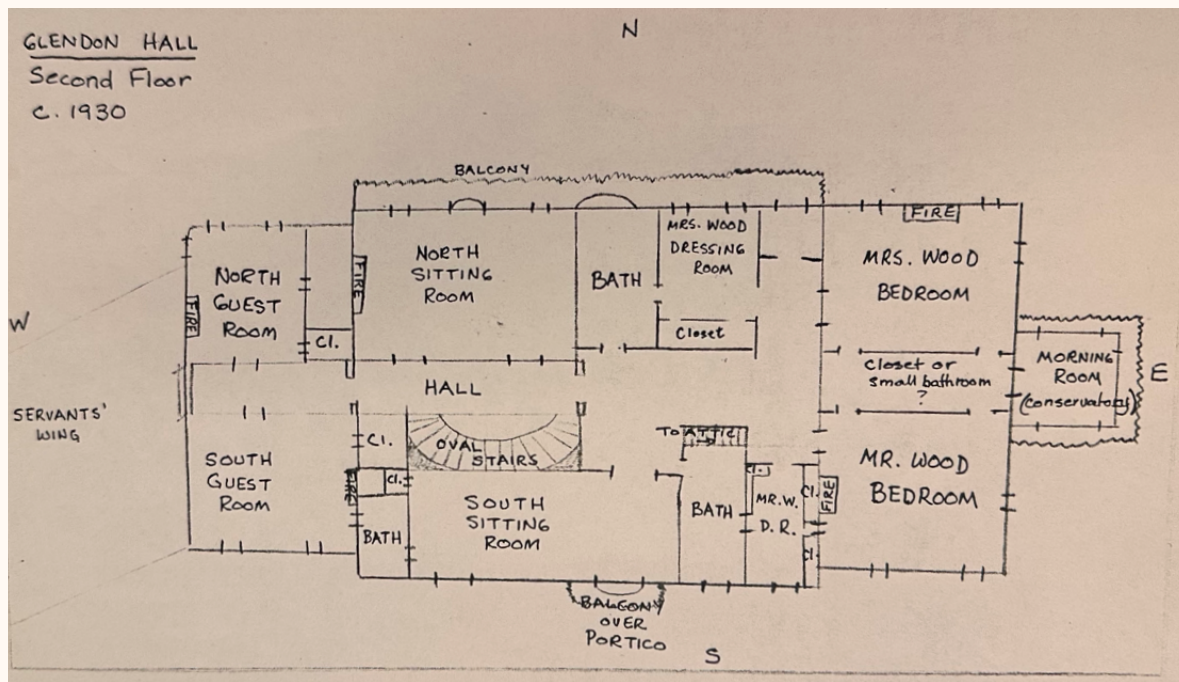 GLENDON HALL
Second Floor
c. 1930
N
BALCONY
NORTH
GUEST
ROOM
FIRE
Cl.
FIRE
NORTH
SITTING
ROOM
BATH
MRS. WOOD
DRESSING
ROOM
Closet
FIRE
MRS. WOOD
BEDROOM
W
SERVANTS'
WING
HALL
Closet or
small bathroom
?
MORNING
ROOM
(conservatory)
E
SOUTH
GUEST
ROOM
Cl.
OVAL
STAIRS
FIRE
Cl.
BATH
SOUTH
SITTING
ROOM
TO ATTIC
BATH
Cl.
MR. W.
D. R.
Cl.
Cl.
FIRE
MR. WOOD
BEDROOM
BALCONY
OVER
PORTICO
S